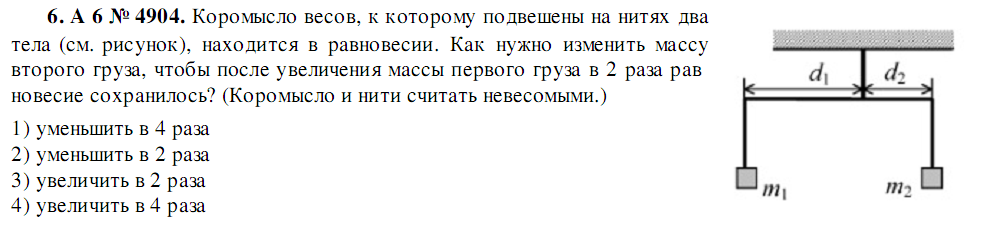 6. А 6 № 4904. Коромысло весов, к которому подвешены на нитях два
тела (см. рисунок), находится в равновесии. Как нужно изменить массу
второго груза, чтобы после увеличения массы первого груза в 2 раза рав
новесие сохранилось? (Коромысло и нити считать невесомыми.)
1) уменьшить в 4 раза
2) уменьшить в 2 раза
3) увеличить в 2 раза
4) увеличить в 4 раза
d₁ d₂
m₁ m₂